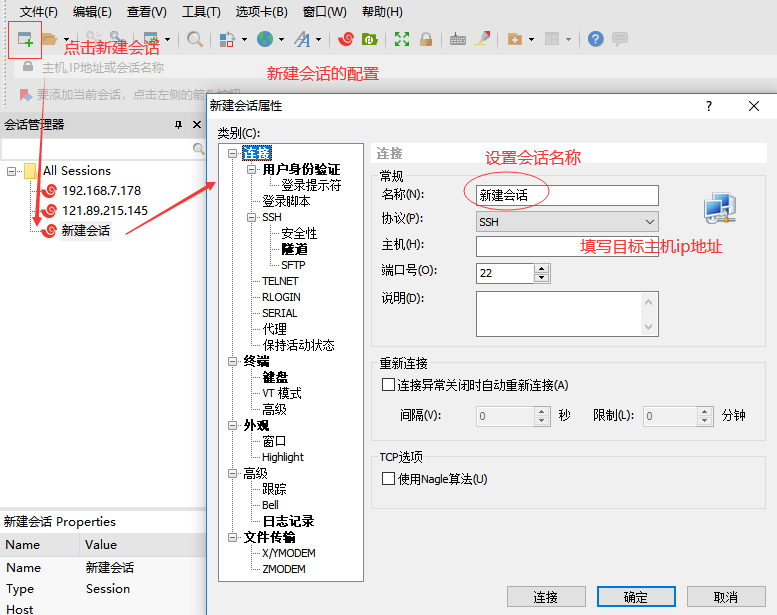 文件(F) 编辑(E) 查看(V) 工具(T) 选项卡(B) 窗口(W) 帮助(H)
点击新建会话
主机,IP地址或会话名称
新建会话的配置
要添加当前会话，点击左侧的箭头按钮
会话管理器
All Sessions
192.168.7.178
121.89.215.145
新建会话
新建会话 Properties
Name Value
Name 新建会话
Type Session
Host
新建会话属性 ?
类别(C):
连接
用户身份验证
登录提示符
登录脚本
SSH
安全性
隧道
SFTP
TELNET
RLOGIN
SERIAL
代理
保持活动状态
终端
键盘
VT 模式
高级
外观
窗口
Highlight
高级
跟踪
Bell
日志记录
文件传输
X/YMODEM
ZMODEM
连接
设置会话名称
常规
名称(N): 新建会话
协议(P): SSH
主机(H):
填写目标主机ip地址
端口号(O): 22
说明(D):
重新连接
连接异常关闭时自动重新连接(A)
间隔(V): 0 秒 限制(L): 0 分钟
TCP选项
使用Nagle算法(U)
连接 确定 取消